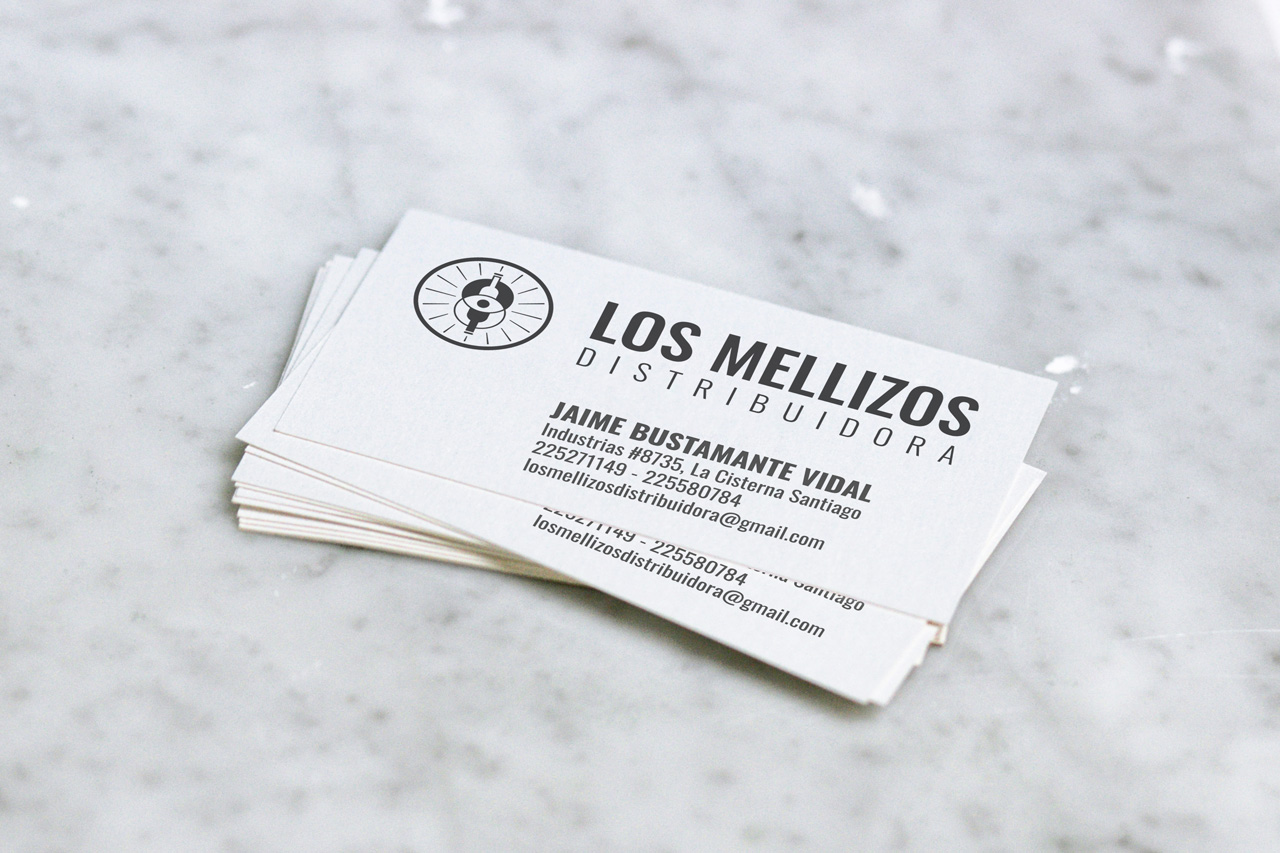 LOS MELLIZOS
DISTRIBUIDORA
JAIME BUSTAMANTE VIDAL
Industrias #8735, La Cisterna Santiago
225271149 - 225580784
losmellizosdistribuidora@gmail.com
Santiago
225271149 - 225580784
losmellizosdistribuidora@gmail.com